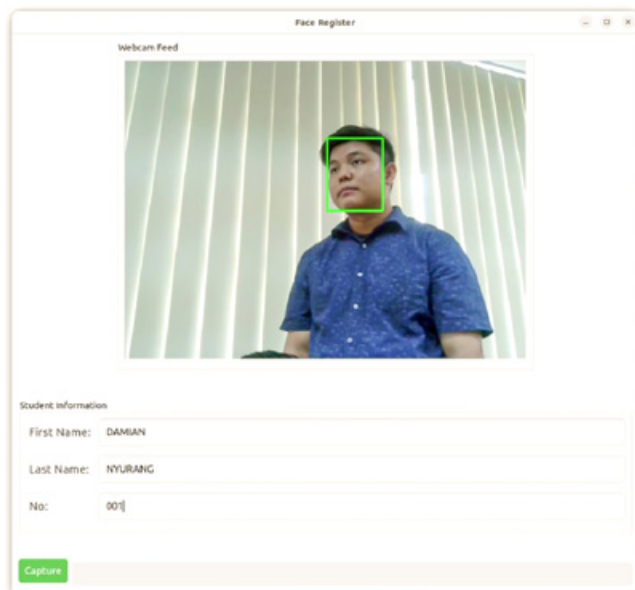 Face Register
Webcam Feed
Student Information
First Name: DAMIAN
Last Name: NYURANG
No: 001
Capture